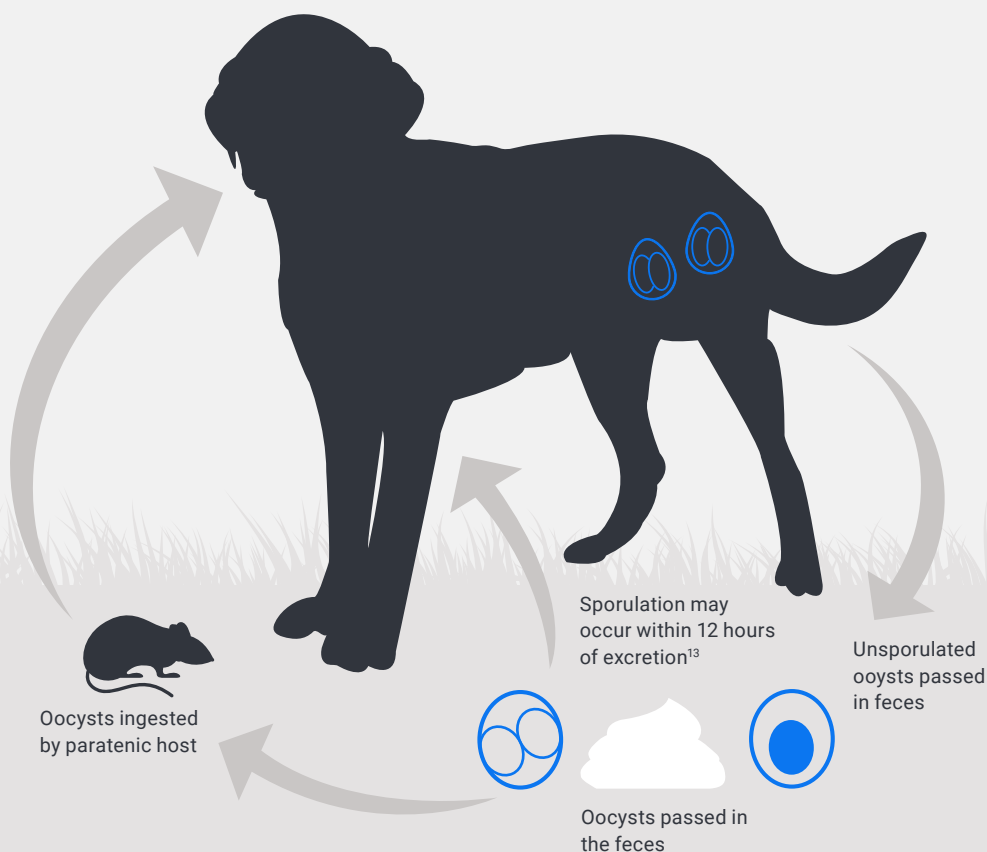 Sporulation may
occur within 12 hours
of excretion¹³
Unsporulated
ooysts passed
in feces
Oocysts ingested
by paratenic host
Oocysts passed in
the feces